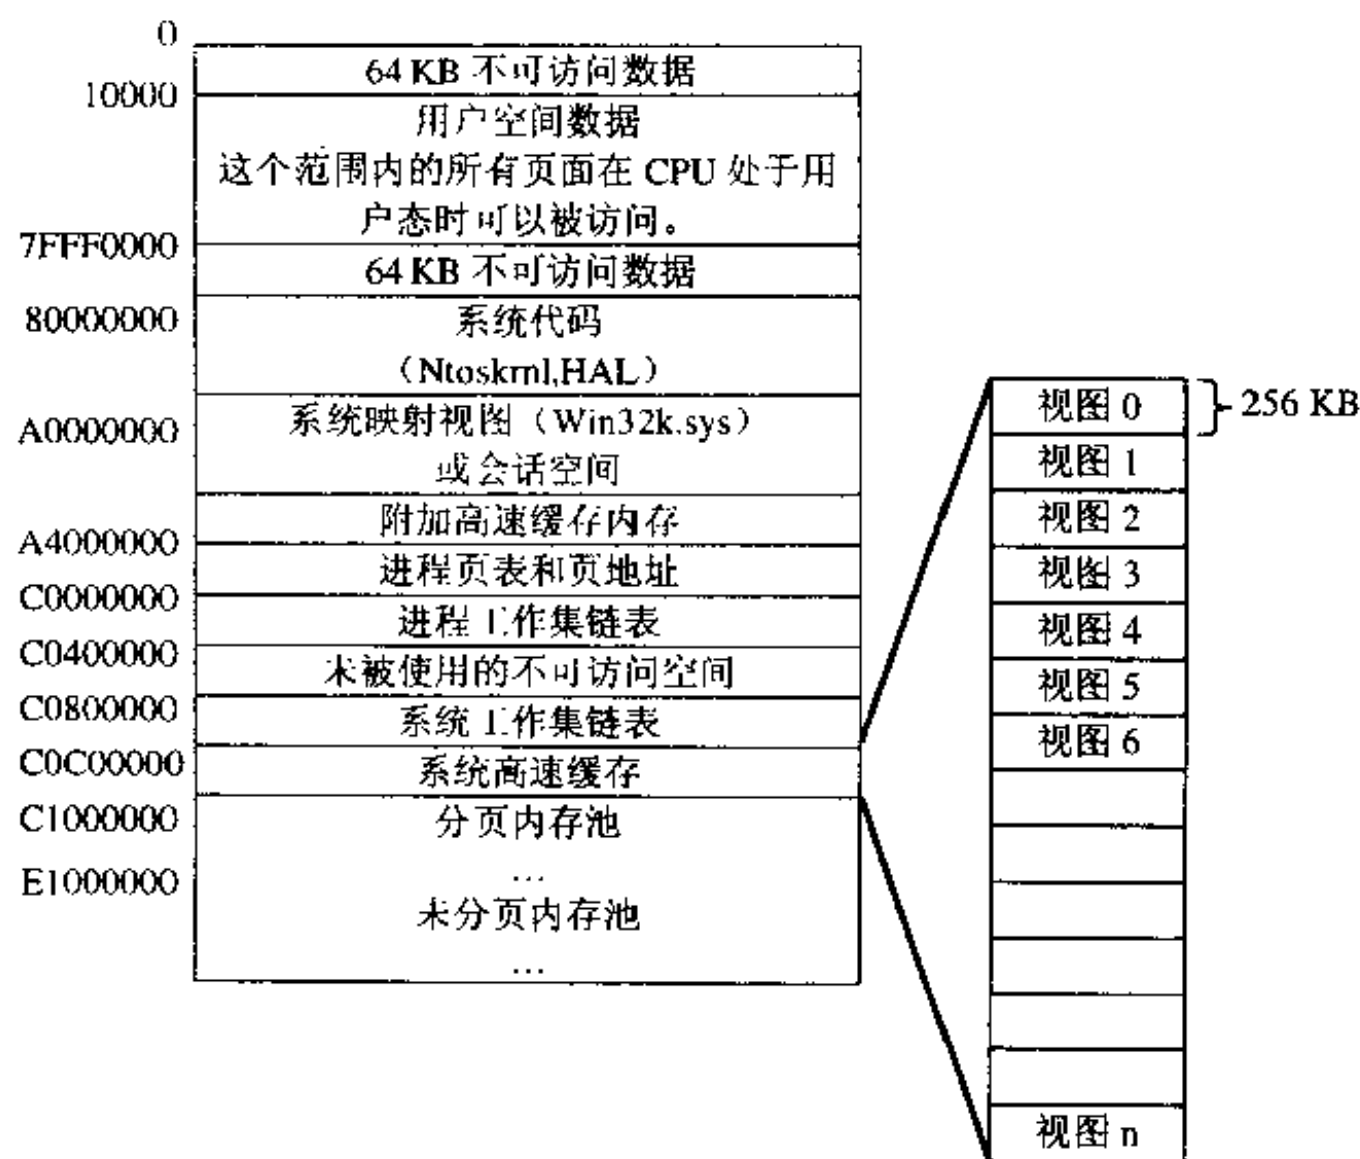 0
64 KB 不可访问数据
10000
用户空间数据
这个范围内的所有页面在 CPU 处于用
户态时可以被访问。
7FFF0000
64 KB 不可访问数据
80000000
系统代码
（Ntoskrnl,HAL）
A0000000
系统映射视图（Win32k.sys）
或会话空间
附加高速缓存内存
A4000000
进程页表和页地址
C0000000
进程工作集链表
C0400000
未被使用的不可访问空间
C0800000
系统工作集链表
C0C00000
系统高速缓存
C1000000
分页内存池
…
E1000000
未分页内存池
…
视图 0
256 KB
视图 1
视图 2
视图 3
视图 4
视图 5
视图 6
视图 n